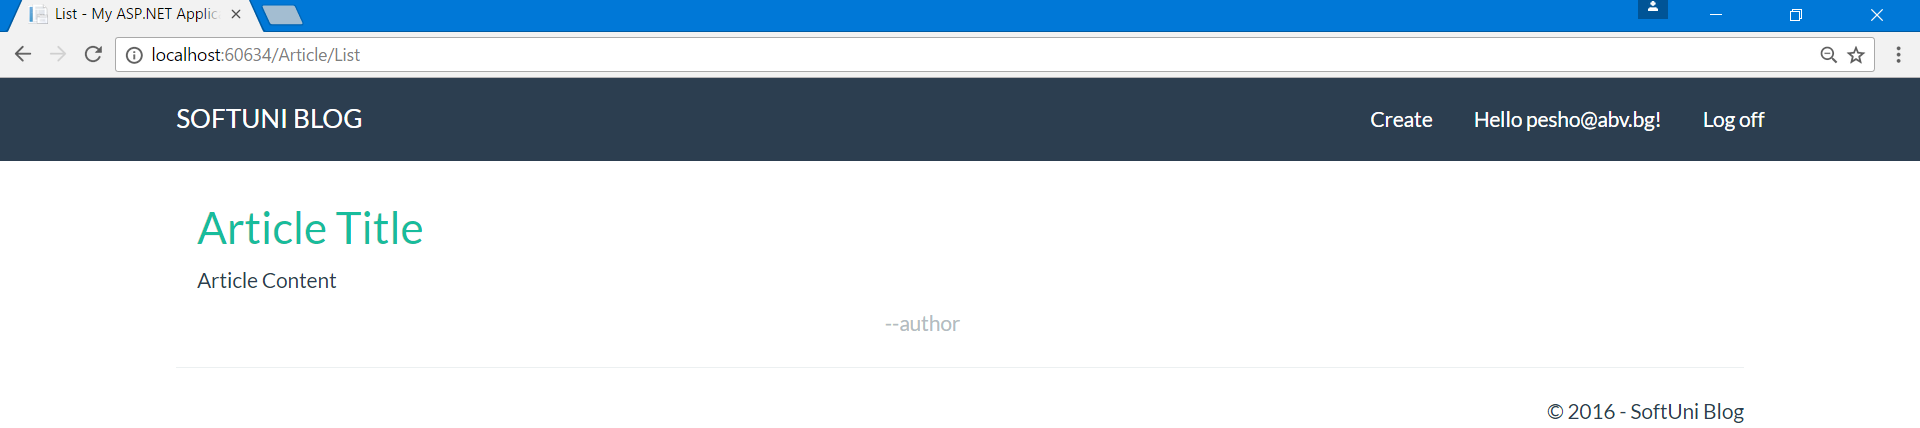 List - My ASP.NET Applic
localhost:60634/Article/List
SOFTUNI BLOG
Create Hello pesho@abv.bg! Log off
Article Title
Article Content
--author
© 2016 - SoftUni Blog